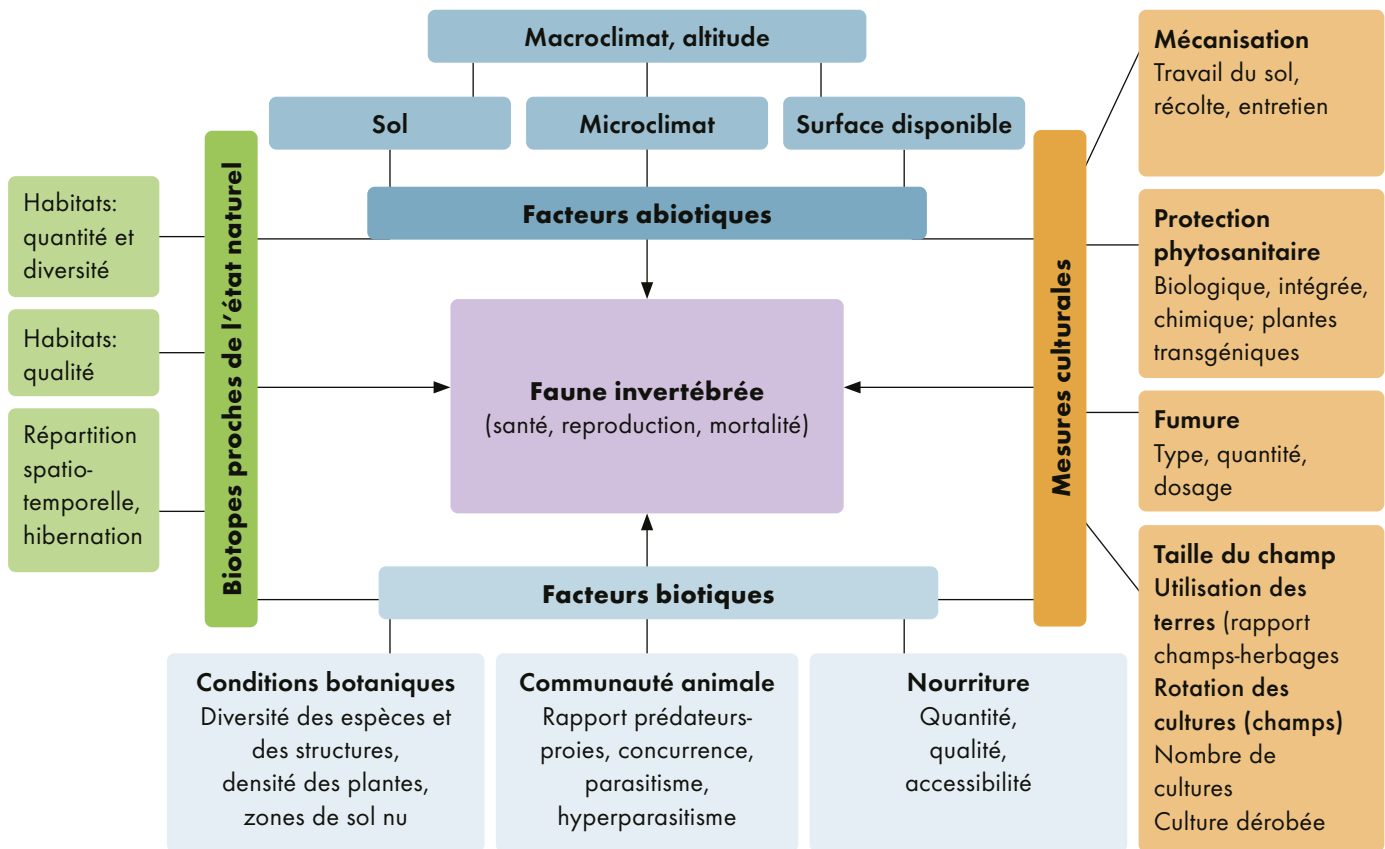 Macroclimat, altitude
Sol
Microclimat
Surface disponible
Facteurs abiotiques
Biotopes proches de l'état naturel
Habitats:
quantité et
diversité
Habitats:
qualité
Répartition
spatio-
temporelle,
hibernation
Faune invertébrée
(santé, reproduction, mortalité)
Mesures culturales
Mécanisation
Travail du sol,
récolte, entretien
Protection
phytosanitaire
Biologique, intégrée,
chimique; plantes
transgéniques
Fumure
Type, quantité,
dosage
Taille du champ
Utilisation des
terres (rapport
champs-herbages
Rotation des
cultures (champs)
Nombre de
cultures
Culture dérobée
Facteurs biotiques
Conditions botaniques
Diversité des espèces et
des structures,
densité des plantes,
zones de sol nu
Communauté animale
Rapport prédateurs-
proies, concurrence,
parasitisme,
hyperparasitisme
Nourriture
Quantité,
qualité,
accessibilité